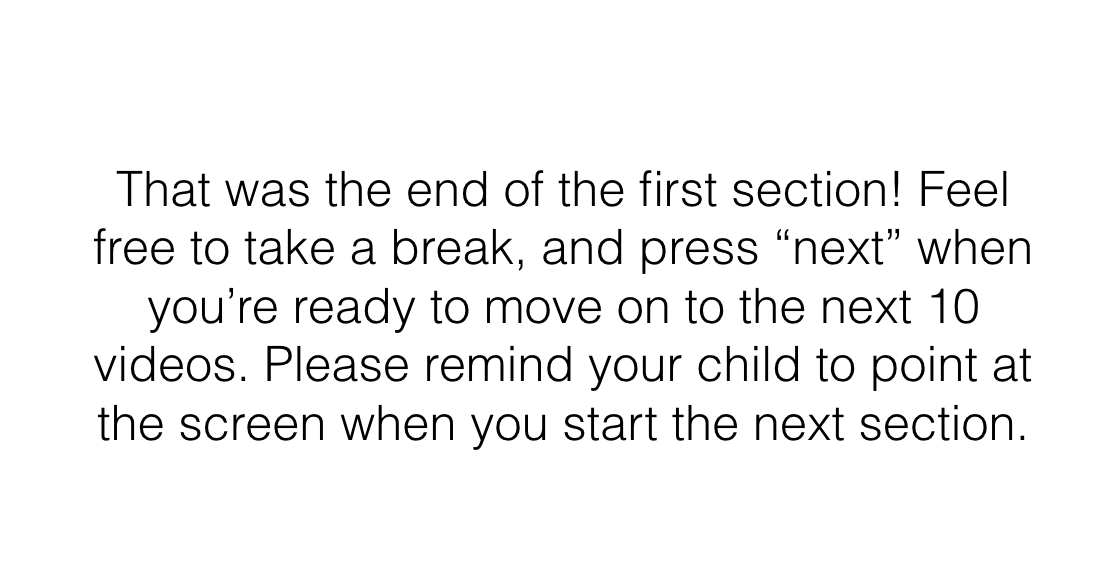 That was the end of the first section! Feel
free to take a break, and press “next” when
you’re ready to move on to the next 10
videos. Please remind your child to point at
the screen when you start the next section.